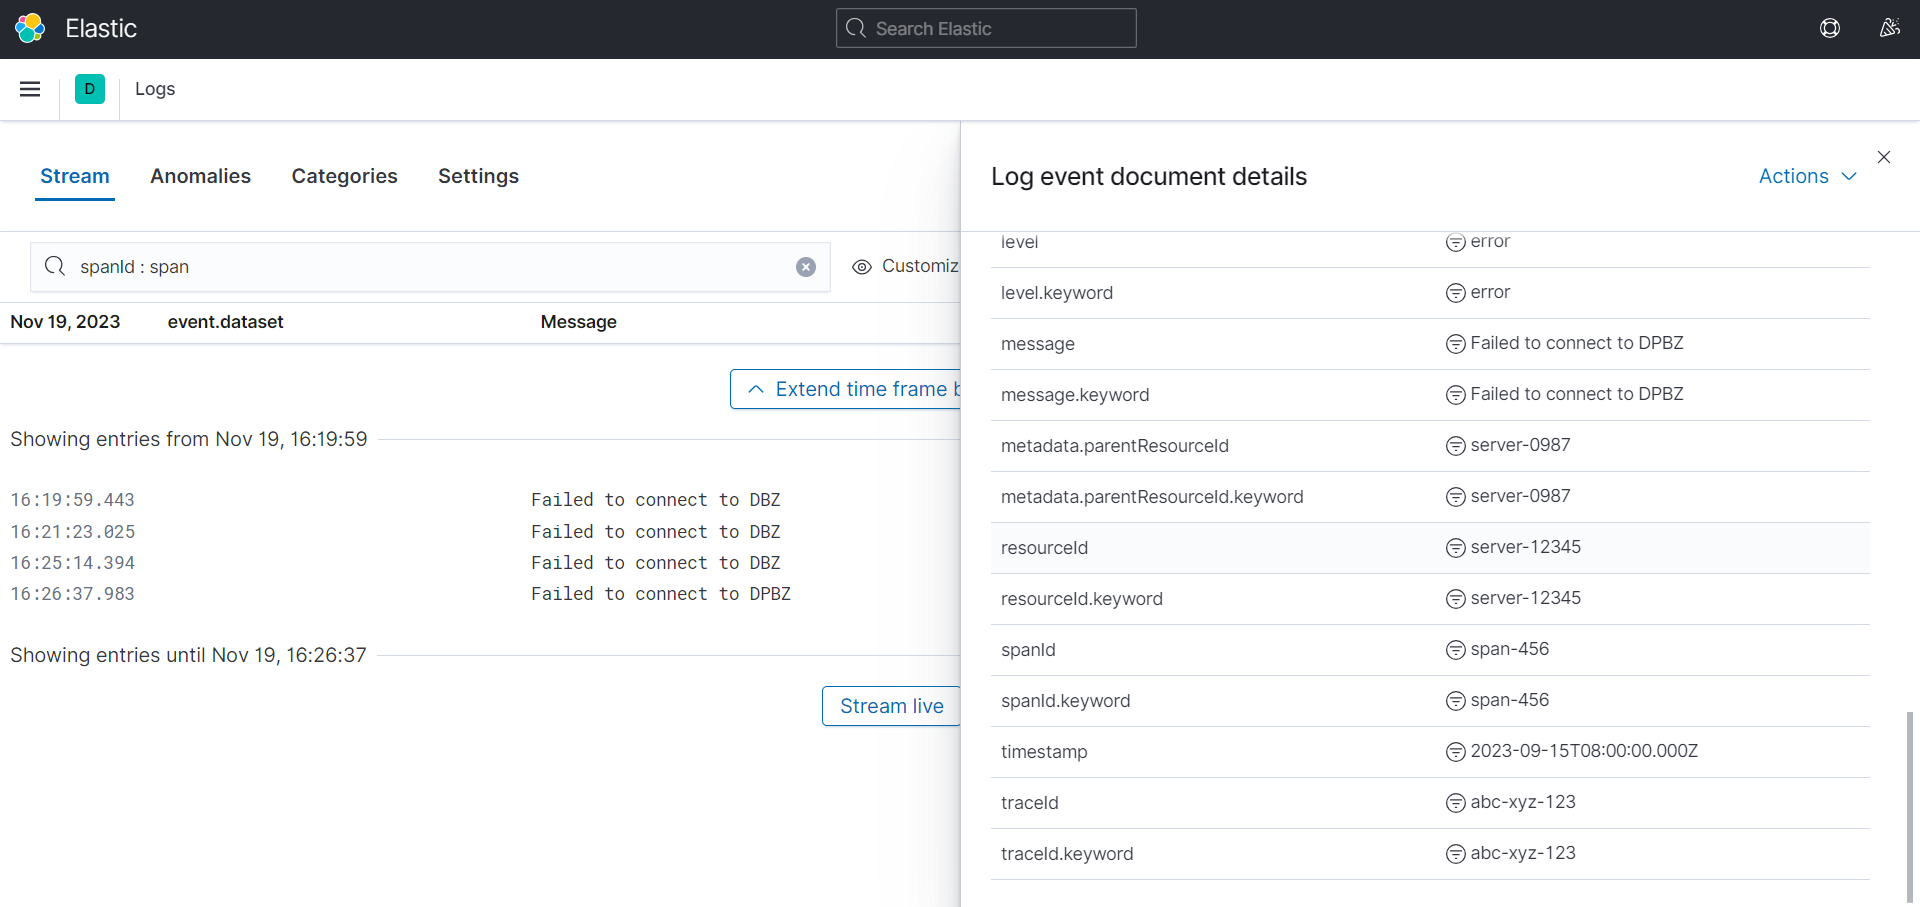 Elastic
Search Elastic
D
Logs
Stream Anomalies Categories Settings
spanId : span
Customiz
Nov 19, 2023 event.dataset Message
Extend time frame b
Showing entries from Nov 19, 16:19:59
16:19:59.443 Failed to connect to DBZ
16:21:23.025 Failed to connect to DBZ
16:25:14.394 Failed to connect to DBZ
16:26:37.983 Failed to connect to DPBZ
Showing entries until Nov 19, 16:26:37
Stream live
Log event document details
Actions
level error
level.keyword error
message Failed to connect to DPBZ
message.keyword Failed to connect to DPBZ
metadata.parentResourceId server-0987
metadata.parentResourceId.keyword server-0987
resourceId server-12345
resourceId.keyword server-12345
spanId span-456
spanId.keyword span-456
timestamp 2023-09-15T08:00:00.000Z
traceId abc-xyz-123
traceId.keyword abc-xyz-123